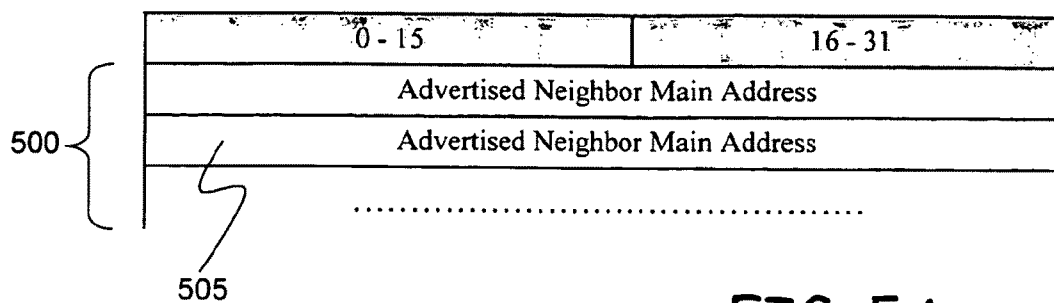 0 - 15 16 - 31
Advertised Neighbor Main Address
500 Advertised Neighbor Main Address
..........................................
505